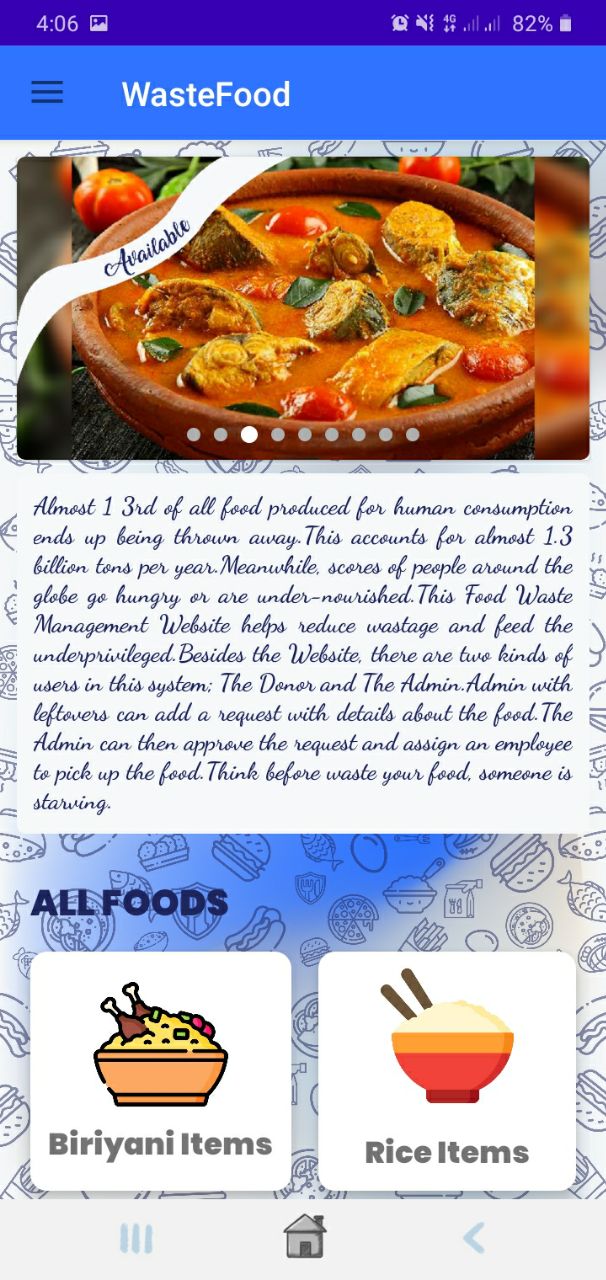 4:06 4G 82%
WasteFood
Available
Almost 1 3rd of all food produced for human consumption
ends up being thrown away.This accounts for almost 1.3
billion tons per year.Meanwhile, scores of people around the
globe go hungry or are under-nourished.This Food Waste
Management Website helps reduce wastage and feed the
underprivileged.Besides the Website, there are two kinds of
users in this system; The Donor and The Admin.Admin with
leftovers can add a request with details about the food.The
Admin can then approve the request and assign an employee
to pick up the food.Think before waste your food, someone is
starving.
ALL FOODS
Biriyani Items
Rice Items